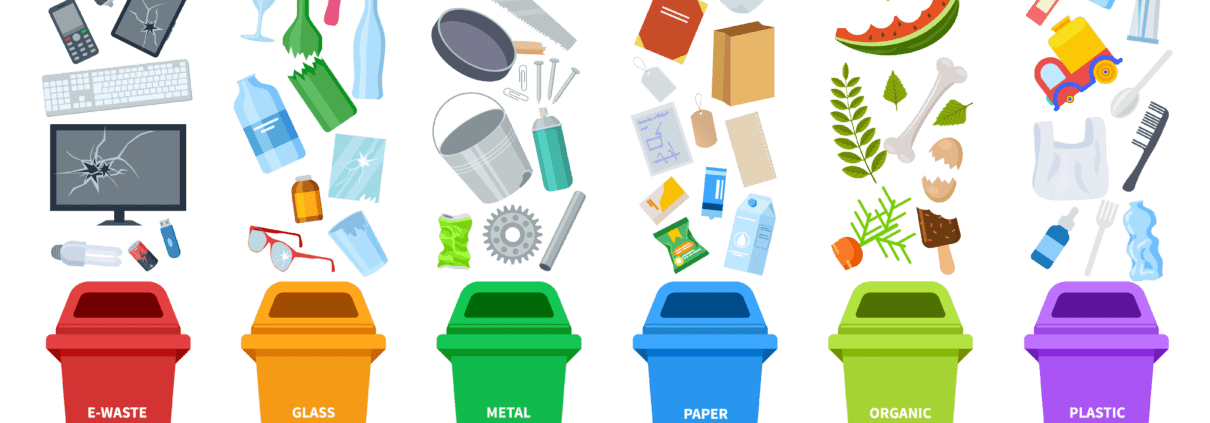 E-WASTE
GLASS
METAL
PAPER
ORGANIC
PLASTIC